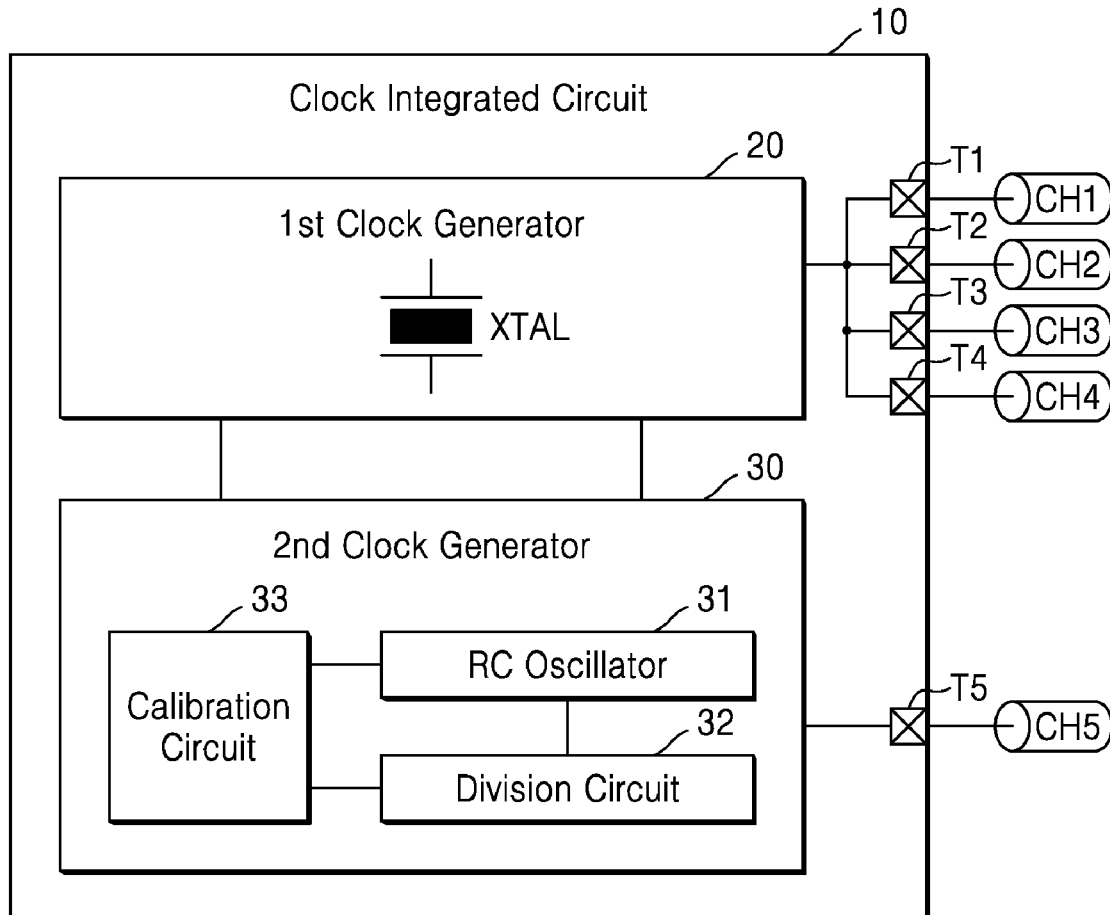 10
Clock Integrated Circuit
20
1st Clock Generator
XTAL
T1
CH1
T2
CH2
T3
CH3
T4
CH4
30
2nd Clock Generator
33
Calibration
Circuit
31
RC Oscillator
32
Division Circuit
T5
CH5